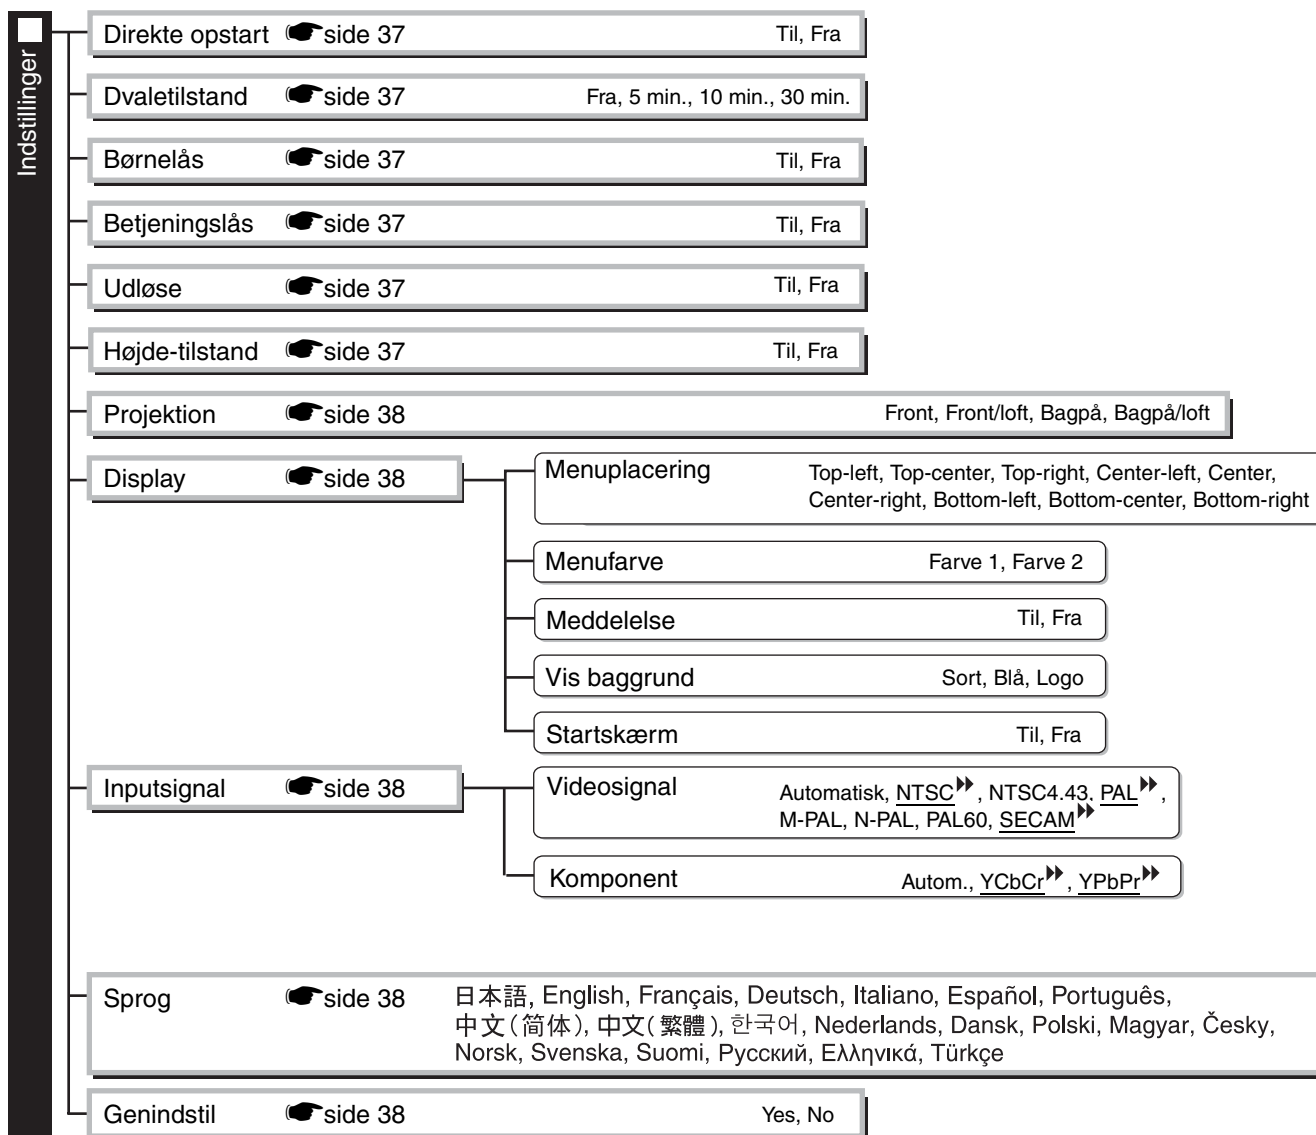 Indstillinger
Direkte opstart side 37 Til, Fra
Dvaletilstand side 37 Fra, 5 min., 10 min., 30 min.
Børnelås side 37 Til, Fra
Betjeningslås side 37 Til, Fra
Udløse side 37 Til, Fra
Højde-tilstand side 37 Til, Fra
Projektion side 38 Front, Front/loft, Bagpå, Bagpå/loft
Display side 38
Menuplacering Top-left, Top-center, Top-right, Center-left, Center,
Center-right, Bottom-left, Bottom-center, Bottom-right
Menufarve Farve 1, Farve 2
Meddelelse Til, Fra
Vis baggrund Sort, Blå, Logo
Startskærm Til, Fra
Inputsignal side 38
Videosignal Automatisk, NTSC, NTSC4.43, PAL,
M-PAL, N-PAL, PAL60, SECAM
Komponent Autom., YCbCr, YPbPr
Sprog side 38 日本語, English, Français, Deutsch, Italiano, Español, Português,
中文(简体), 中文(繁體), 한국어, Nederlands, Dansk, Polski, Magyar, Česky,
Norsk, Svenska, Suomi, Русский, Ελληνικά, Türkçe
Genindstil side 38 Yes, No